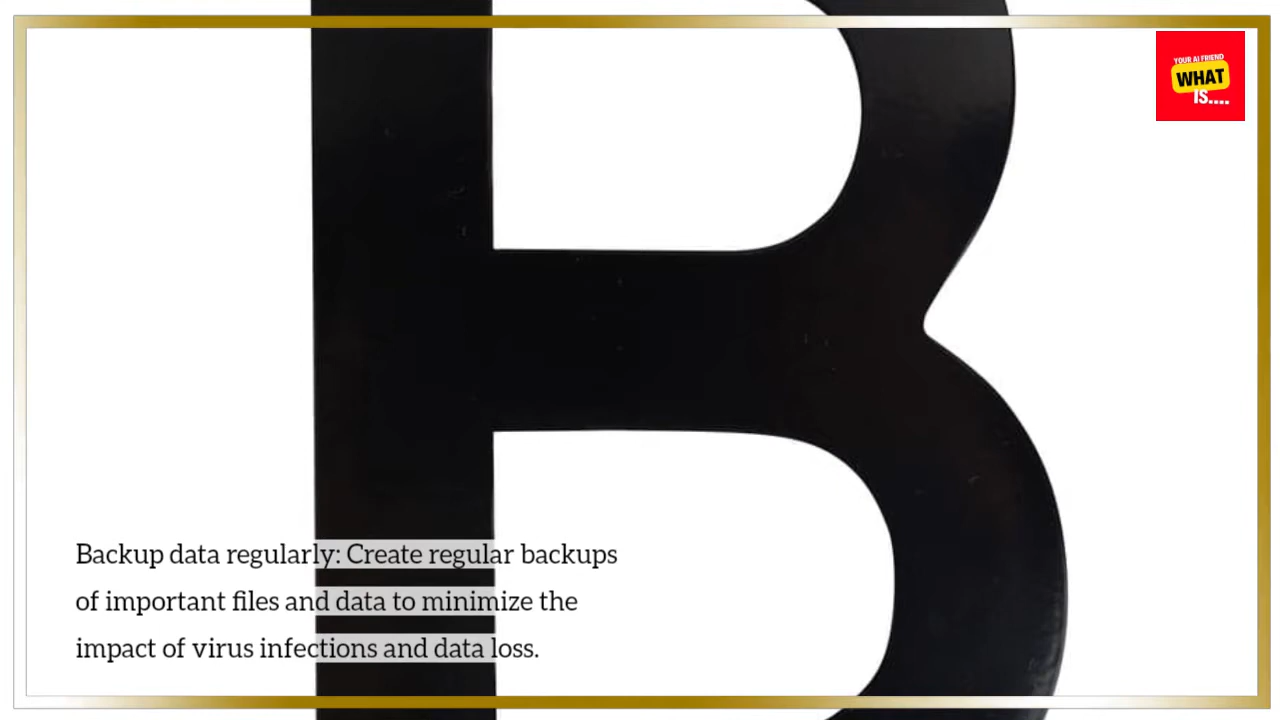 B
YOUR AI FRIEND
WHAT
IS....
Backup data regularly: Create regular backups
of important files and data to minimize the
impact of virus infections and data loss.